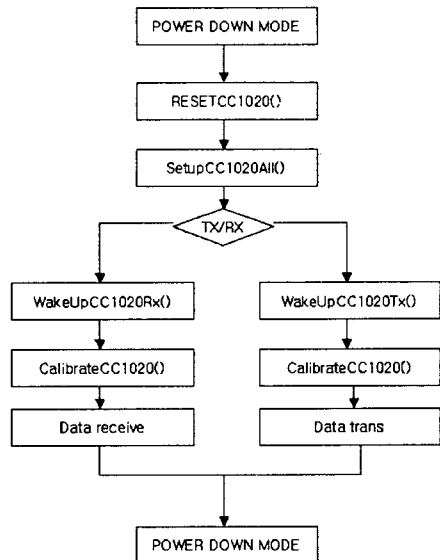 POWER DOWN MODE
RESETCC1020()
SetupCC1020All()
TX/RX
WakeUpCC1020Rx()
WakeUpCC1020Tx()
CalibrateCC1020()
CalibrateCC1020()
Data receive
Data trans
POWER DOWN MODE